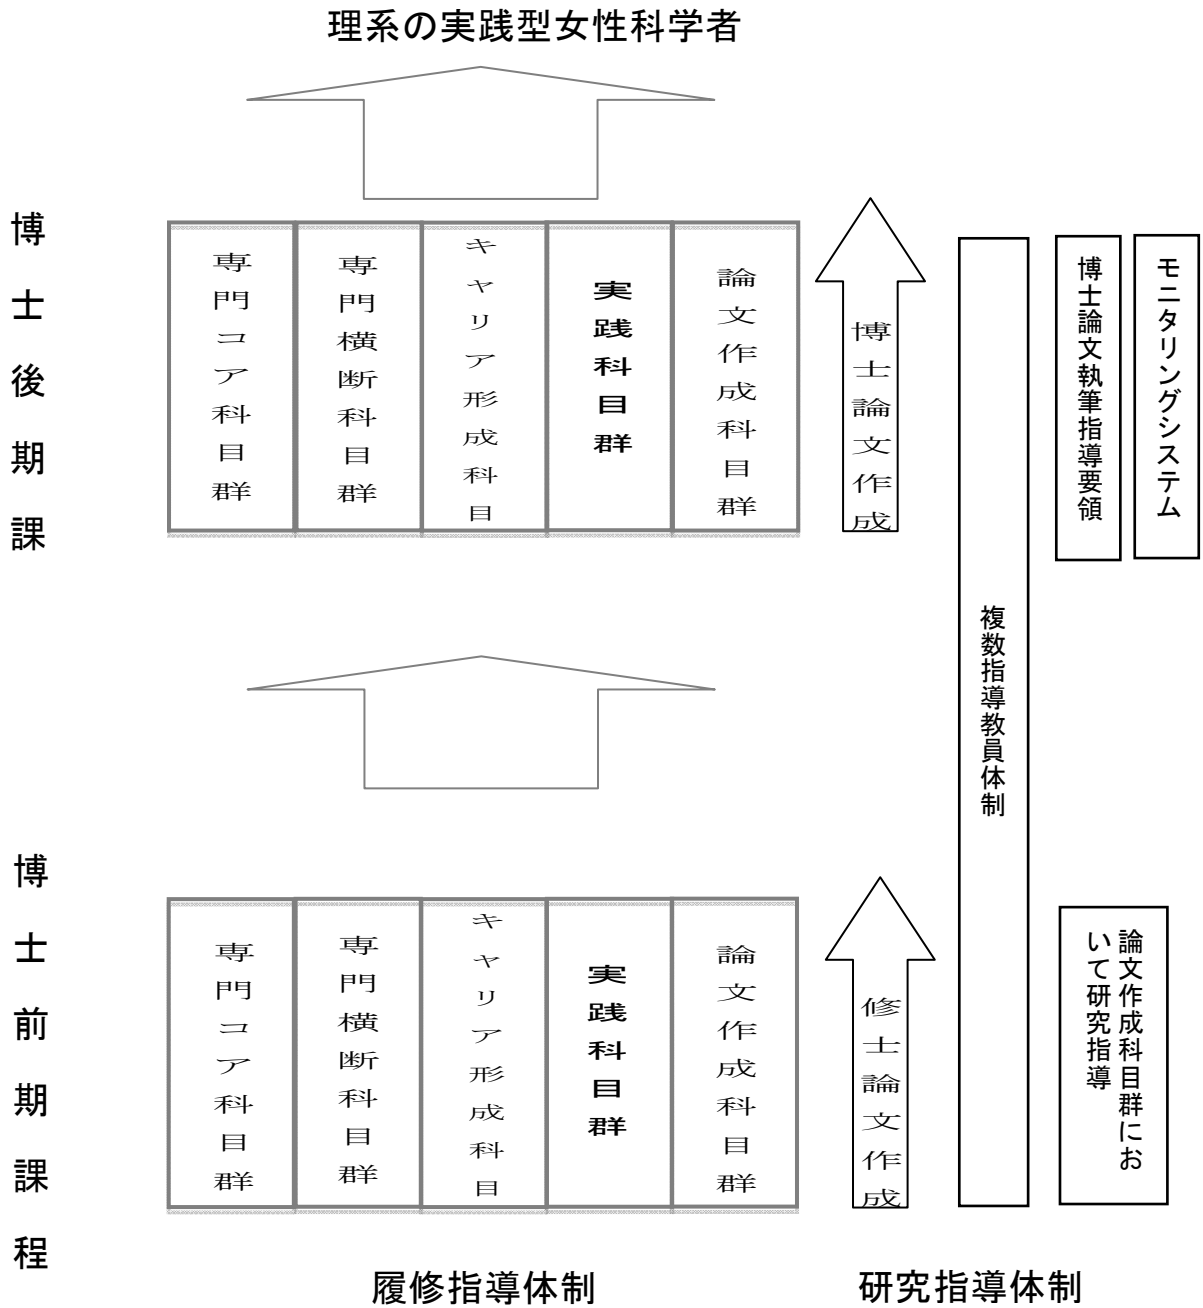 理系の実践型女性科学者
博士後期課
専門コア科目群
専門横断科目群
キャリア形成科目
実践科目群
論文作成科目群
博士論文作成
複数指導教員体制
博士論文執筆指導要領
モニタリングシステム
博士前期課程
専門コア科目群
専門横断科目群
キャリア形成科目
実践科目群
論文作成科目群
修士論文作成
論文作成科目群にお
いて研究指導
履修指導体制
研究指導体制